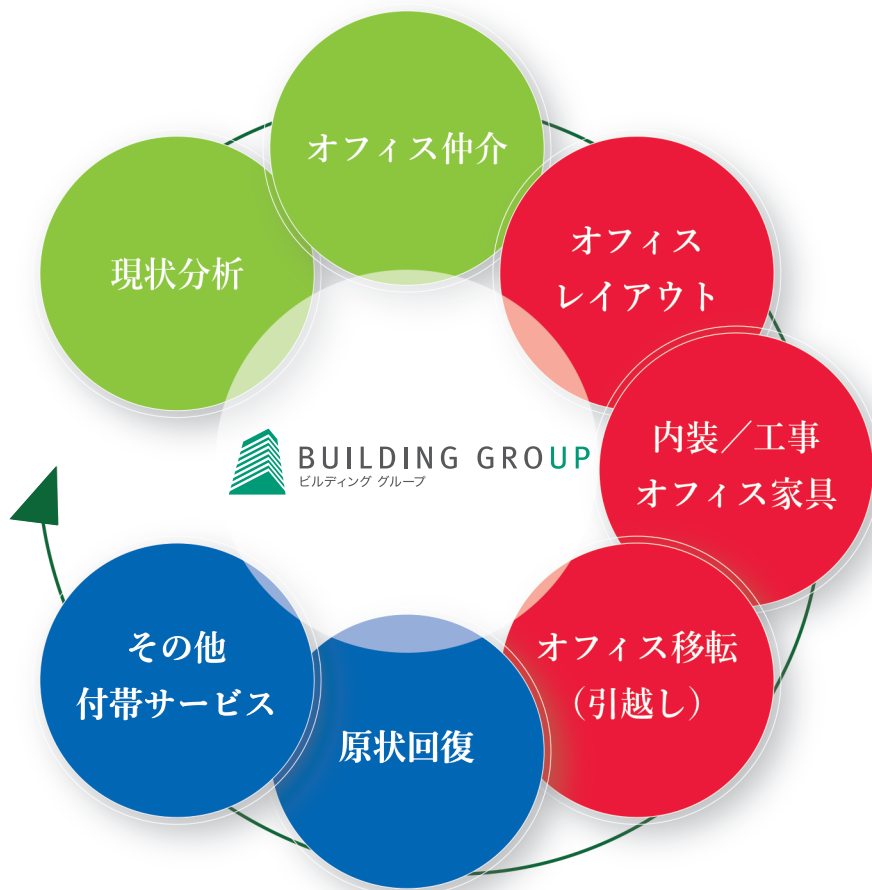 現状分析
オフィス仲介
オフィス
レイアウト
内装／工事
オフィス家具
オフィス移転
（引越し）
原状回復
その他
付帯サービス
BUILDING GROUP
ビルディング グループ